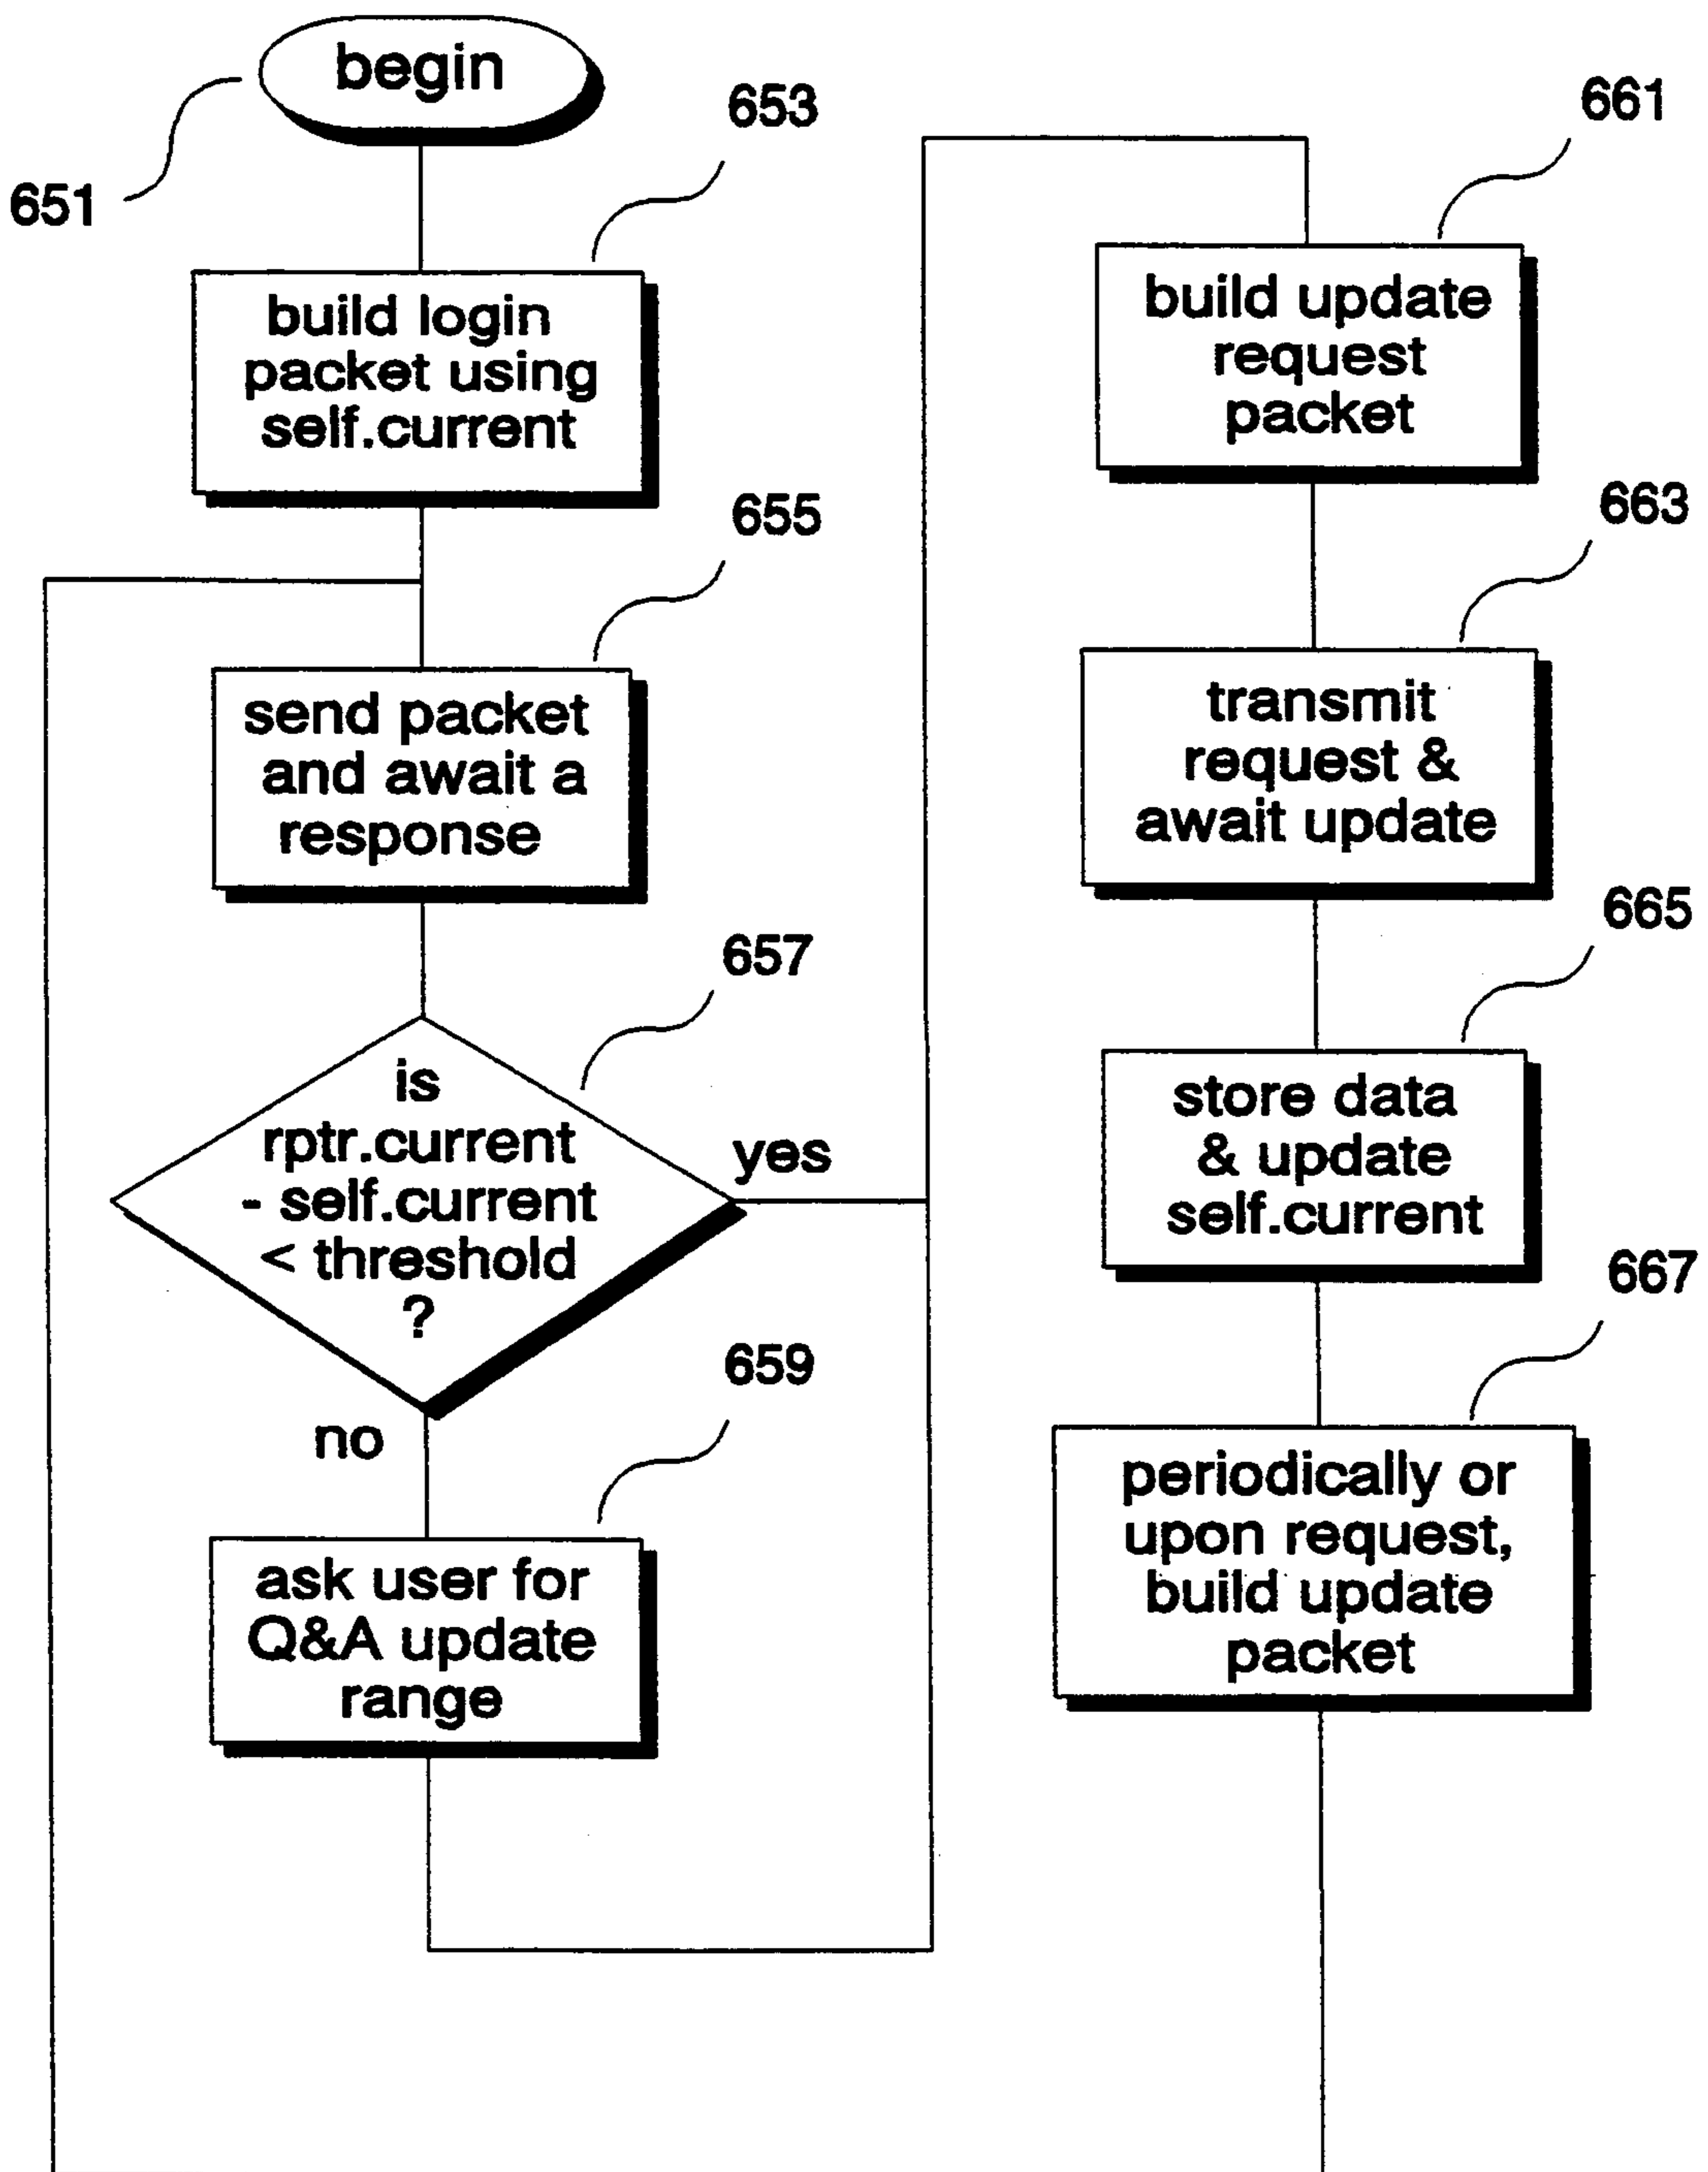 begin
651
653
build login
packet using
self.current
655
send packet
and await a
response
657
is
rptr.current
- self.current
< threshold
?
yes
no
659
ask user for
Q&A update
range
661
build update
request
packet
663
transmit
request &
await update
665
store data
& update
self.current
667
periodically or
upon request,
build update
packet